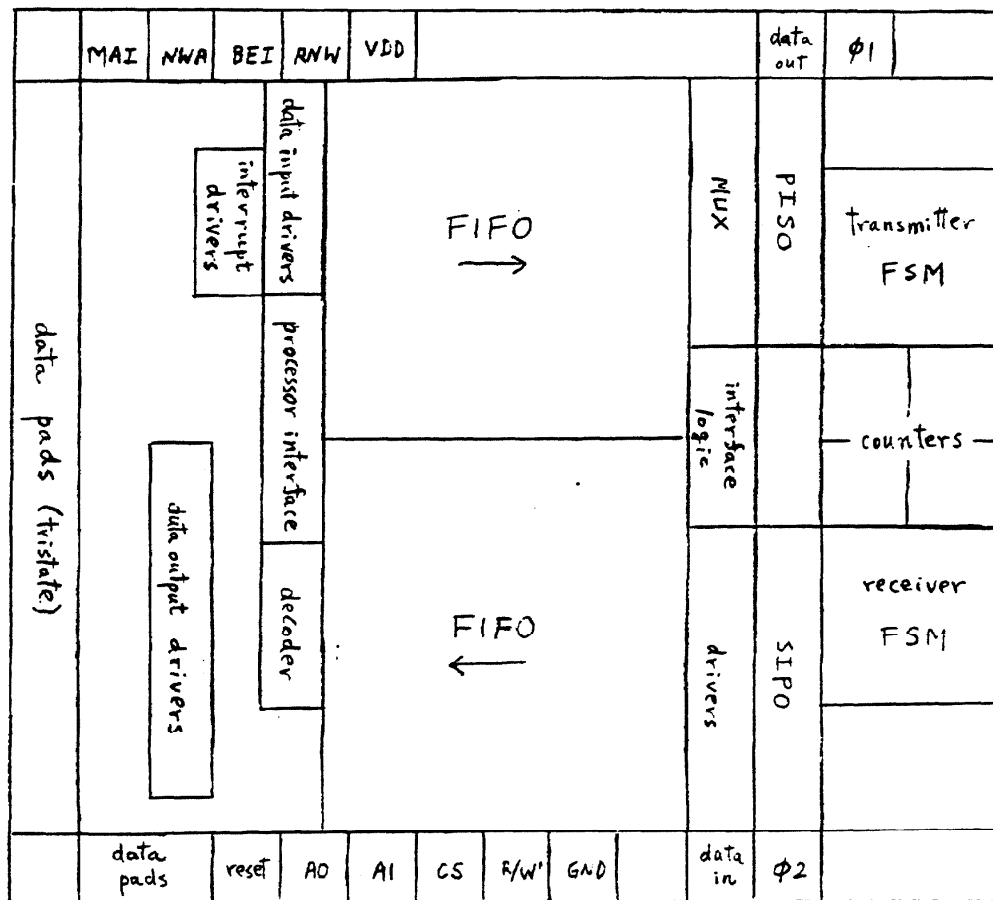 MAI NWA BEI RNW VDD data out φ1
data input drivers
interrupt drivers
FIFO
MUX
PISO
transmitter
FSM
data pads (tristate)
processor interface
interface logic
counters
data output drivers
decoder
FIFO
drivers
SIPO
receiver
FSM
data pads reset A0 A1 CS R/W' GND data in φ2